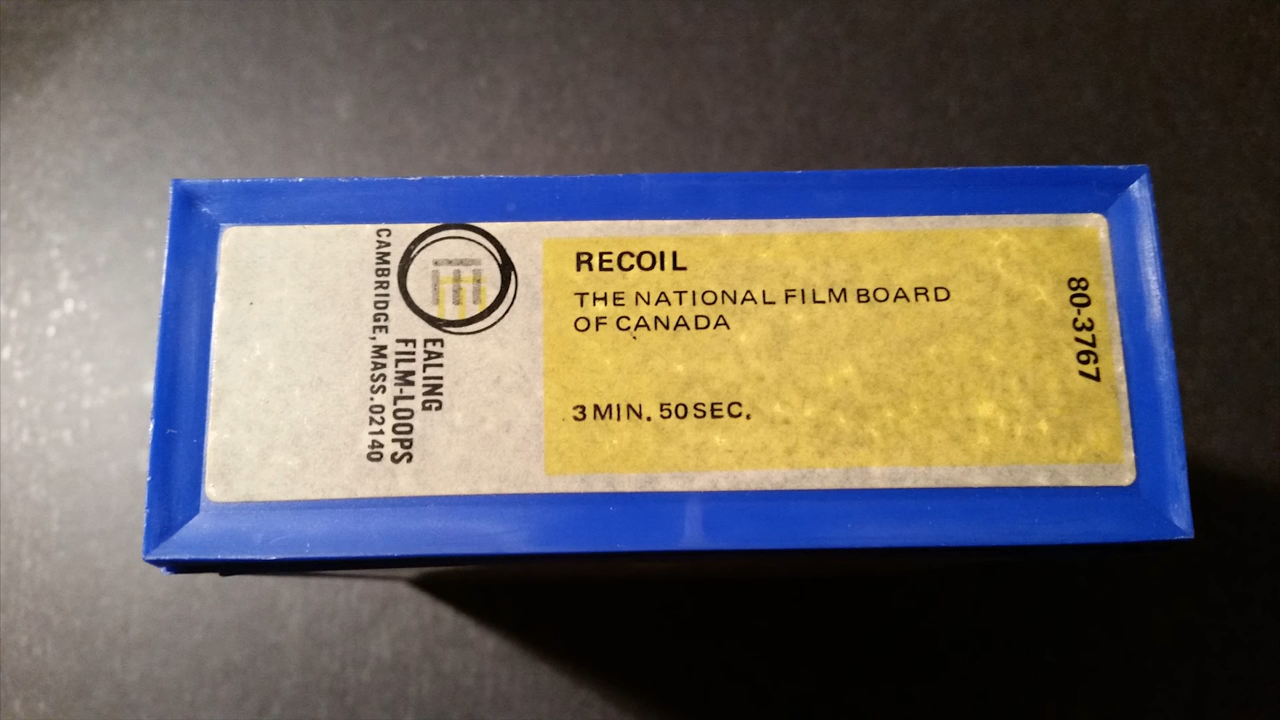 RECOIL
THE NATIONAL FILM BOARD
OF CANADA
3 MIN. 50 SEC.
80-3767
EALING
FILM-LOOPS
CAMBRIDGE, MASS. 02140